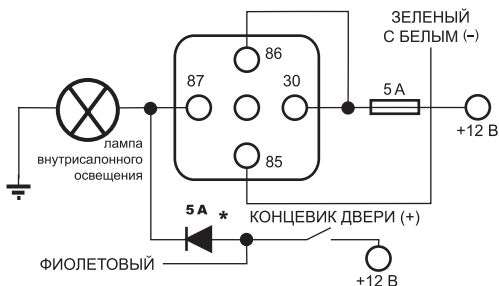 ЗЕЛЕНЫЙ
С БЕЛЫМ (–)
86
87
30
5 А
+12 В
85
лампа
внутрисалонного
освещения
5 А *
КОНЦЕВИК ДВЕРИ (+)
ФИОЛЕТОВЫЙ
+12 В